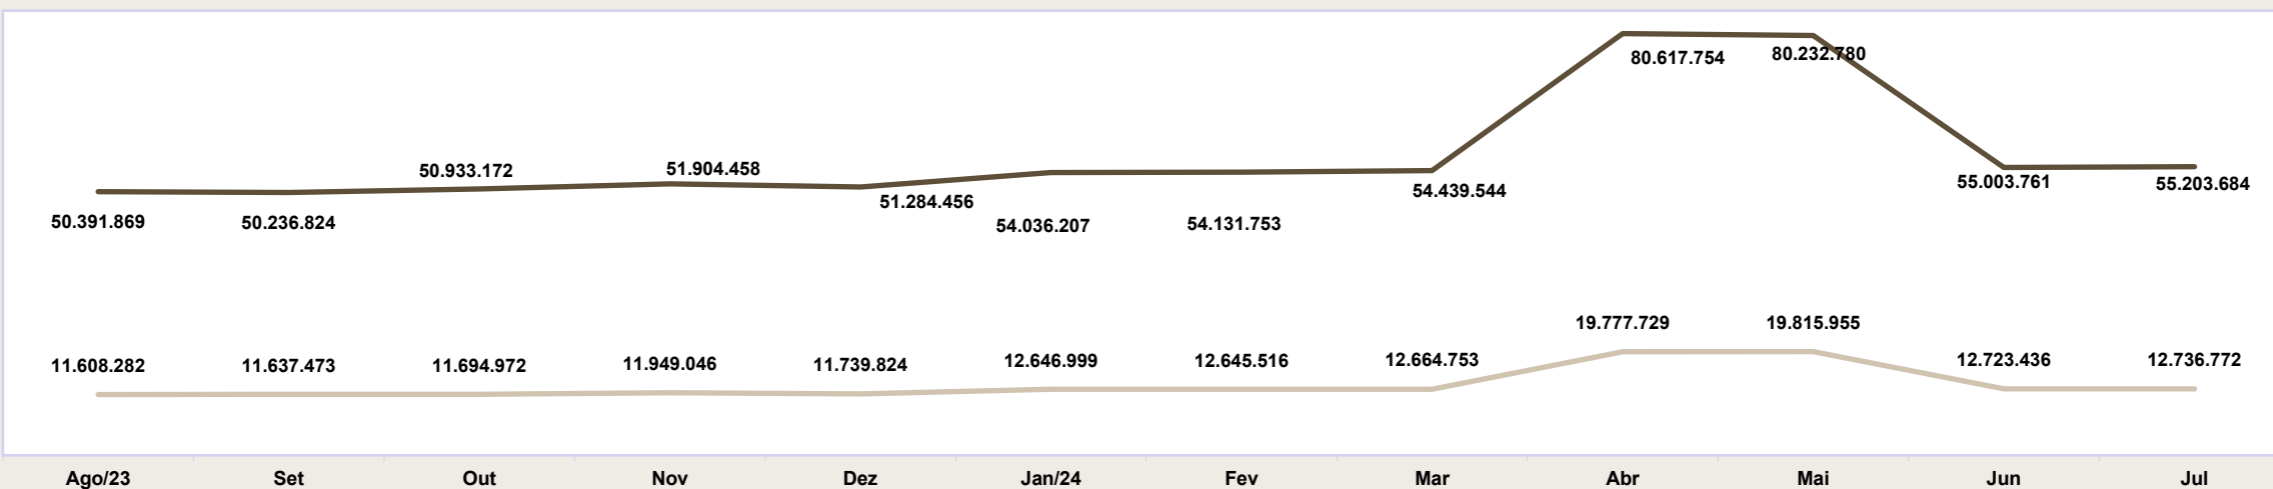 80.617.754 80.232.780
50.933.172 51.904.458
50.391.869 50.236.824 51.284.456 54.036.207 54.131.753 54.439.544 55.003.761 55.203.684
19.777.729 19.815.955
11.608.282 11.637.473 11.694.972 11.949.046 11.739.824 12.646.999 12.645.516 12.664.753 12.723.436 12.736.772
Ago/23 Set Out Nov Dez Jan/24 Fev Mar Abr Mai Jun Jul